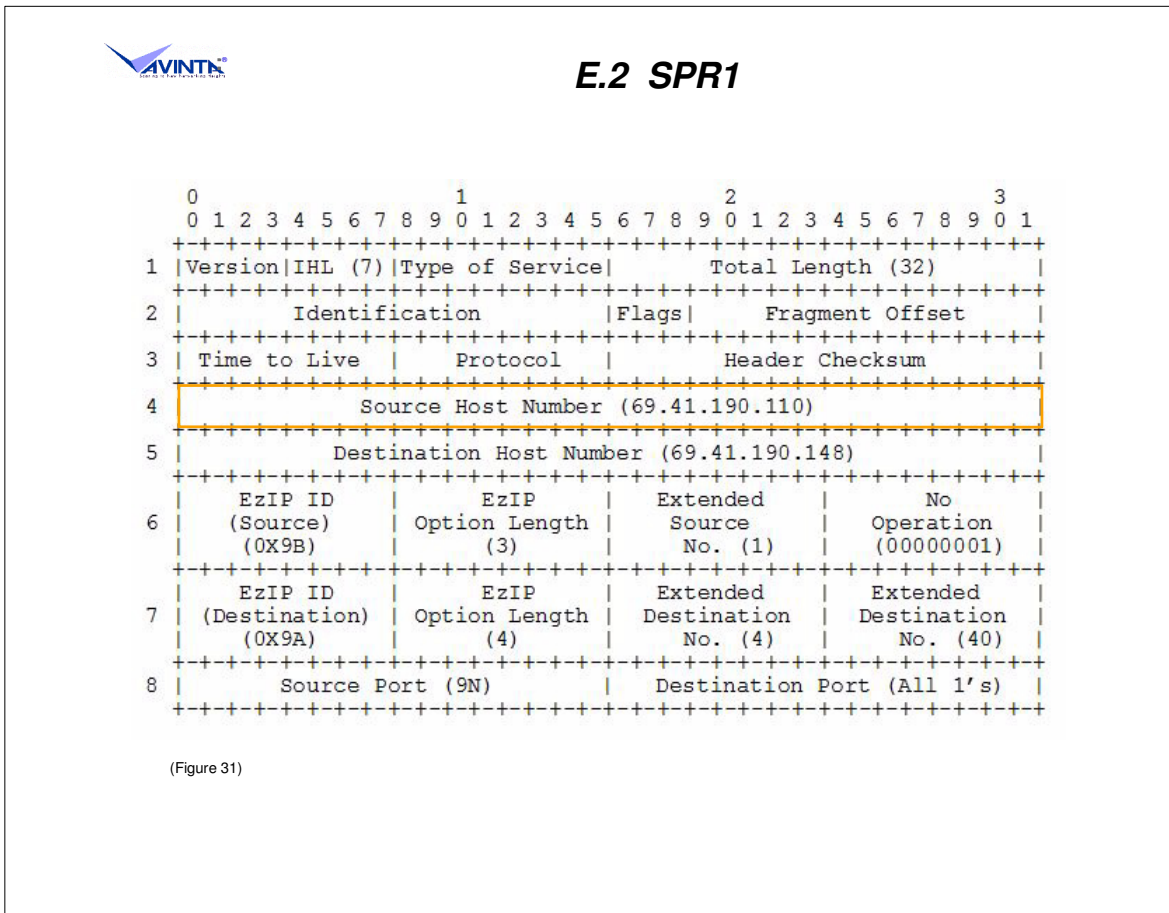 AVINTA®
E.2 SPR1
0 1 2 3
0 1 2 3 4 5 6 7 8 9 0 1 2 3 4 5 6 7 8 9 0 1 2 3 4 5 6 7 8 9 0 1
+-+-+-+-+-+-+-+-+-+-+-+-+-+-+-+-+-+-+-+-+-+-+-+-+-+-+-+-+-+-+-+-+
1 |Version|IHL (7)|Type of Service| Total Length (32) |
+-+-+-+-+-+-+-+-+-+-+-+-+-+-+-+-+-+-+-+-+-+-+-+-+-+-+-+-+-+-+-+-+
2 | Identification |Flags| Fragment Offset |
+-+-+-+-+-+-+-+-+-+-+-+-+-+-+-+-+-+-+-+-+-+-+-+-+-+-+-+-+-+-+-+-+
3 | Time to Live | Protocol | Header Checksum |
+-+-+-+-+-+-+-+-+-+-+-+-+-+-+-+-+-+-+-+-+-+-+-+-+-+-+-+-+-+-+-+-+
4 | Source Host Number (69.41.190.110) |
+-+-+-+-+-+-+-+-+-+-+-+-+-+-+-+-+-+-+-+-+-+-+-+-+-+-+-+-+-+-+-+-+
5 | Destination Host Number (69.41.190.148) |
+-+-+-+-+-+-+-+-+-+-+-+-+-+-+-+-+-+-+-+-+-+-+-+-+-+-+-+-+-+-+-+-+
| EzIP ID | EzIP | Extended | No |
6 | (Source) | Option Length | Source | Operation |
| (0X9B) | (3) | No. (1) | (00000001) |
+-+-+-+-+-+-+-+-+-+-+-+-+-+-+-+-+-+-+-+-+-+-+-+-+-+-+-+-+-+-+-+-+
| EzIP ID | EzIP | Extended | Extended |
7 | (Destination) | Option Length | Destination | Destination |
| (0X9A) | (4) | No. (4) | No. (40) |
+-+-+-+-+-+-+-+-+-+-+-+-+-+-+-+-+-+-+-+-+-+-+-+-+-+-+-+-+-+-+-+-+
8 | Source Port (9N) | Destination Port (All 1's) |
+-+-+-+-+-+-+-+-+-+-+-+-+-+-+-+-+-+-+-+-+-+-+-+-+-+-+-+-+-+-+-+-+
(Figure 31)